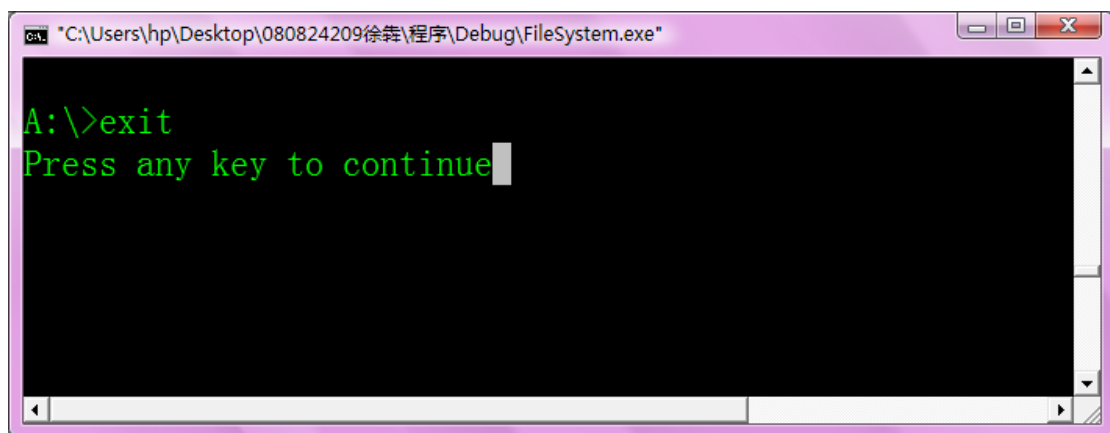 "C:\Users\hp\Desktop\080824209徐犇\程序\Debug\FileSystem.exe"
A:\>exit
Press any key to continue